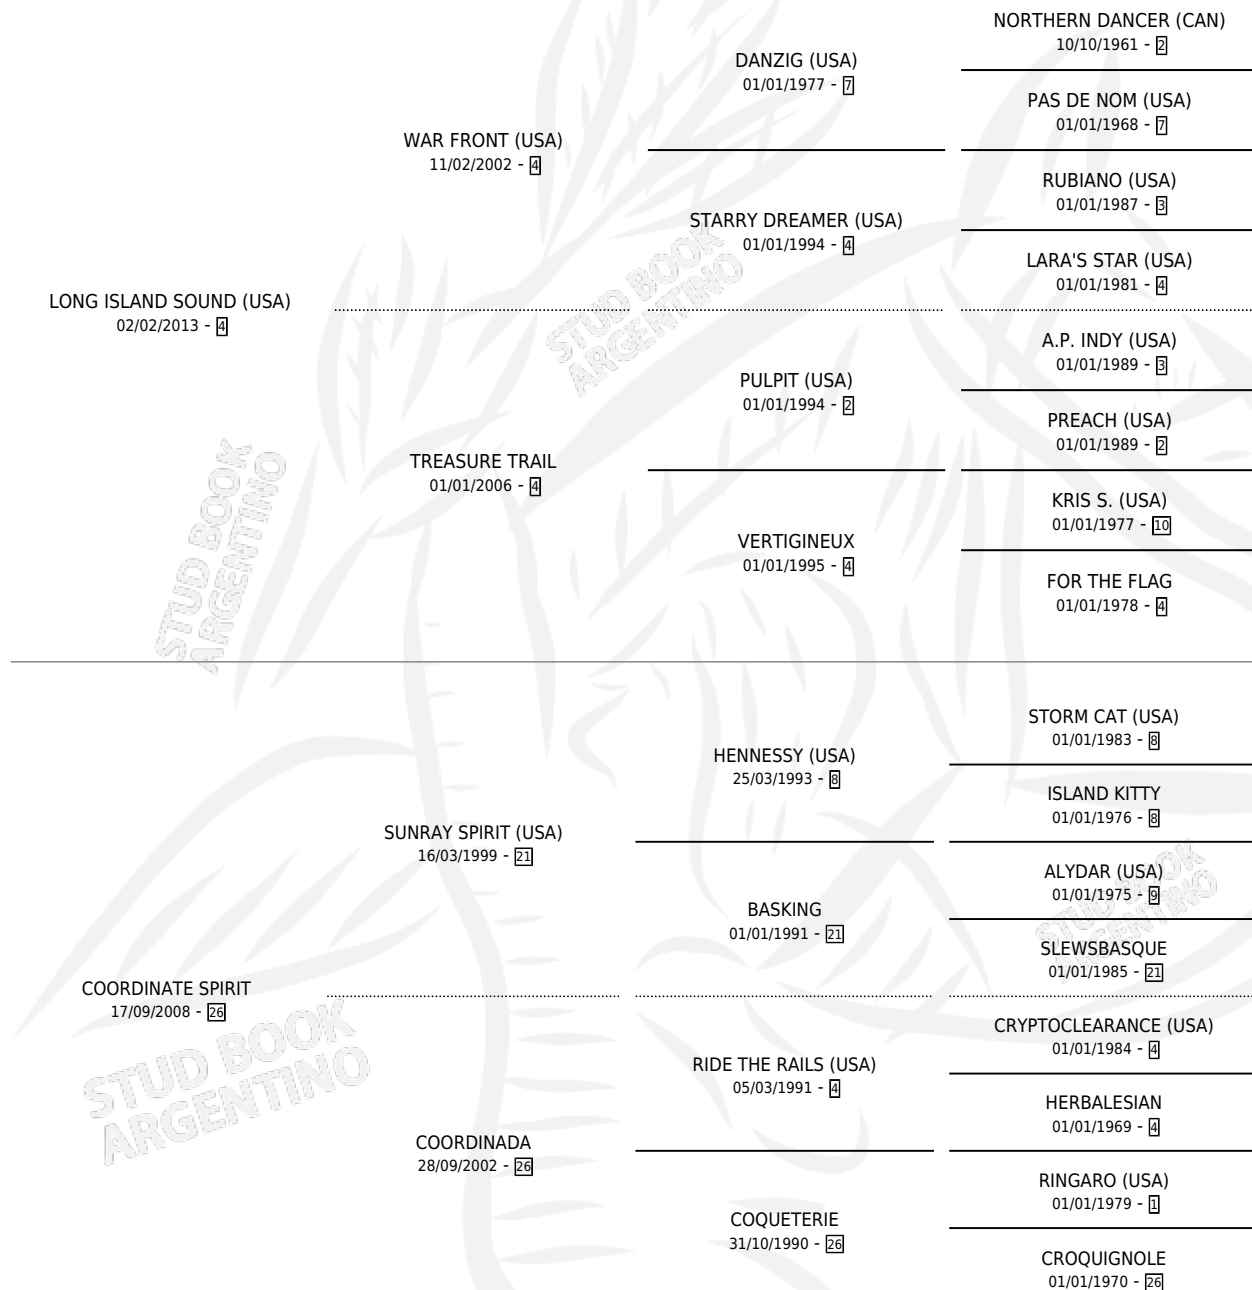 NORTHERN DANCER (CAN)
10/10/1961 - 2
DANZIG (USA)
01/01/1977 - 7
PAS DE NOM (USA)
01/01/1968 - 7
WAR FRONT (USA)
11/02/2002 - 4
RUBIANO (USA)
01/01/1987 - 3
STARRY DREAMER (USA)
01/01/1994 - 4
LARA'S STAR (USA)
01/01/1981 - 4
LONG ISLAND SOUND (USA)
02/02/2013 - 4
A.P. INDY (USA)
01/01/1989 - 3
PULPIT (USA)
01/01/1994 - 2
PREACH (USA)
01/01/1989 - 2
TREASURE TRAIL
01/01/2006 - 4
KRIS S. (USA)
01/01/1977 - 10
VERTIGINEUX
01/01/1995 - 4
FOR THE FLAG
01/01/1978 - 4
STORM CAT (USA)
01/01/1983 - 8
HENNESSY (USA)
25/03/1993 - 8
ISLAND KITTY
01/01/1976 - 8
SUNRAY SPIRIT (USA)
16/03/1999 - 21
ALYDAR (USA)
01/01/1975 - 9
BASKING
01/01/1991 - 21
SLEWSBASQUE
01/01/1985 - 21
COORDINATE SPIRIT
17/09/2008 - 26
CRYPTOCLEARANCE (USA)
01/01/1984 - 4
RIDE THE RAILS (USA)
05/03/1991 - 4
HERBALESIAN
01/01/1969 - 4
COORDINADA
28/09/2002 - 26
RINGARO (USA)
01/01/1979 - 1
COQUETERIE
31/10/1990 - 26
CROQUIGNOLE
01/01/1970 - 26
STUD BOOK
ARGENTINO
STUD BOOK
ARGENTINO
STUD BOOK
ARGENTINO
STUD BOOK
ARGENTINO